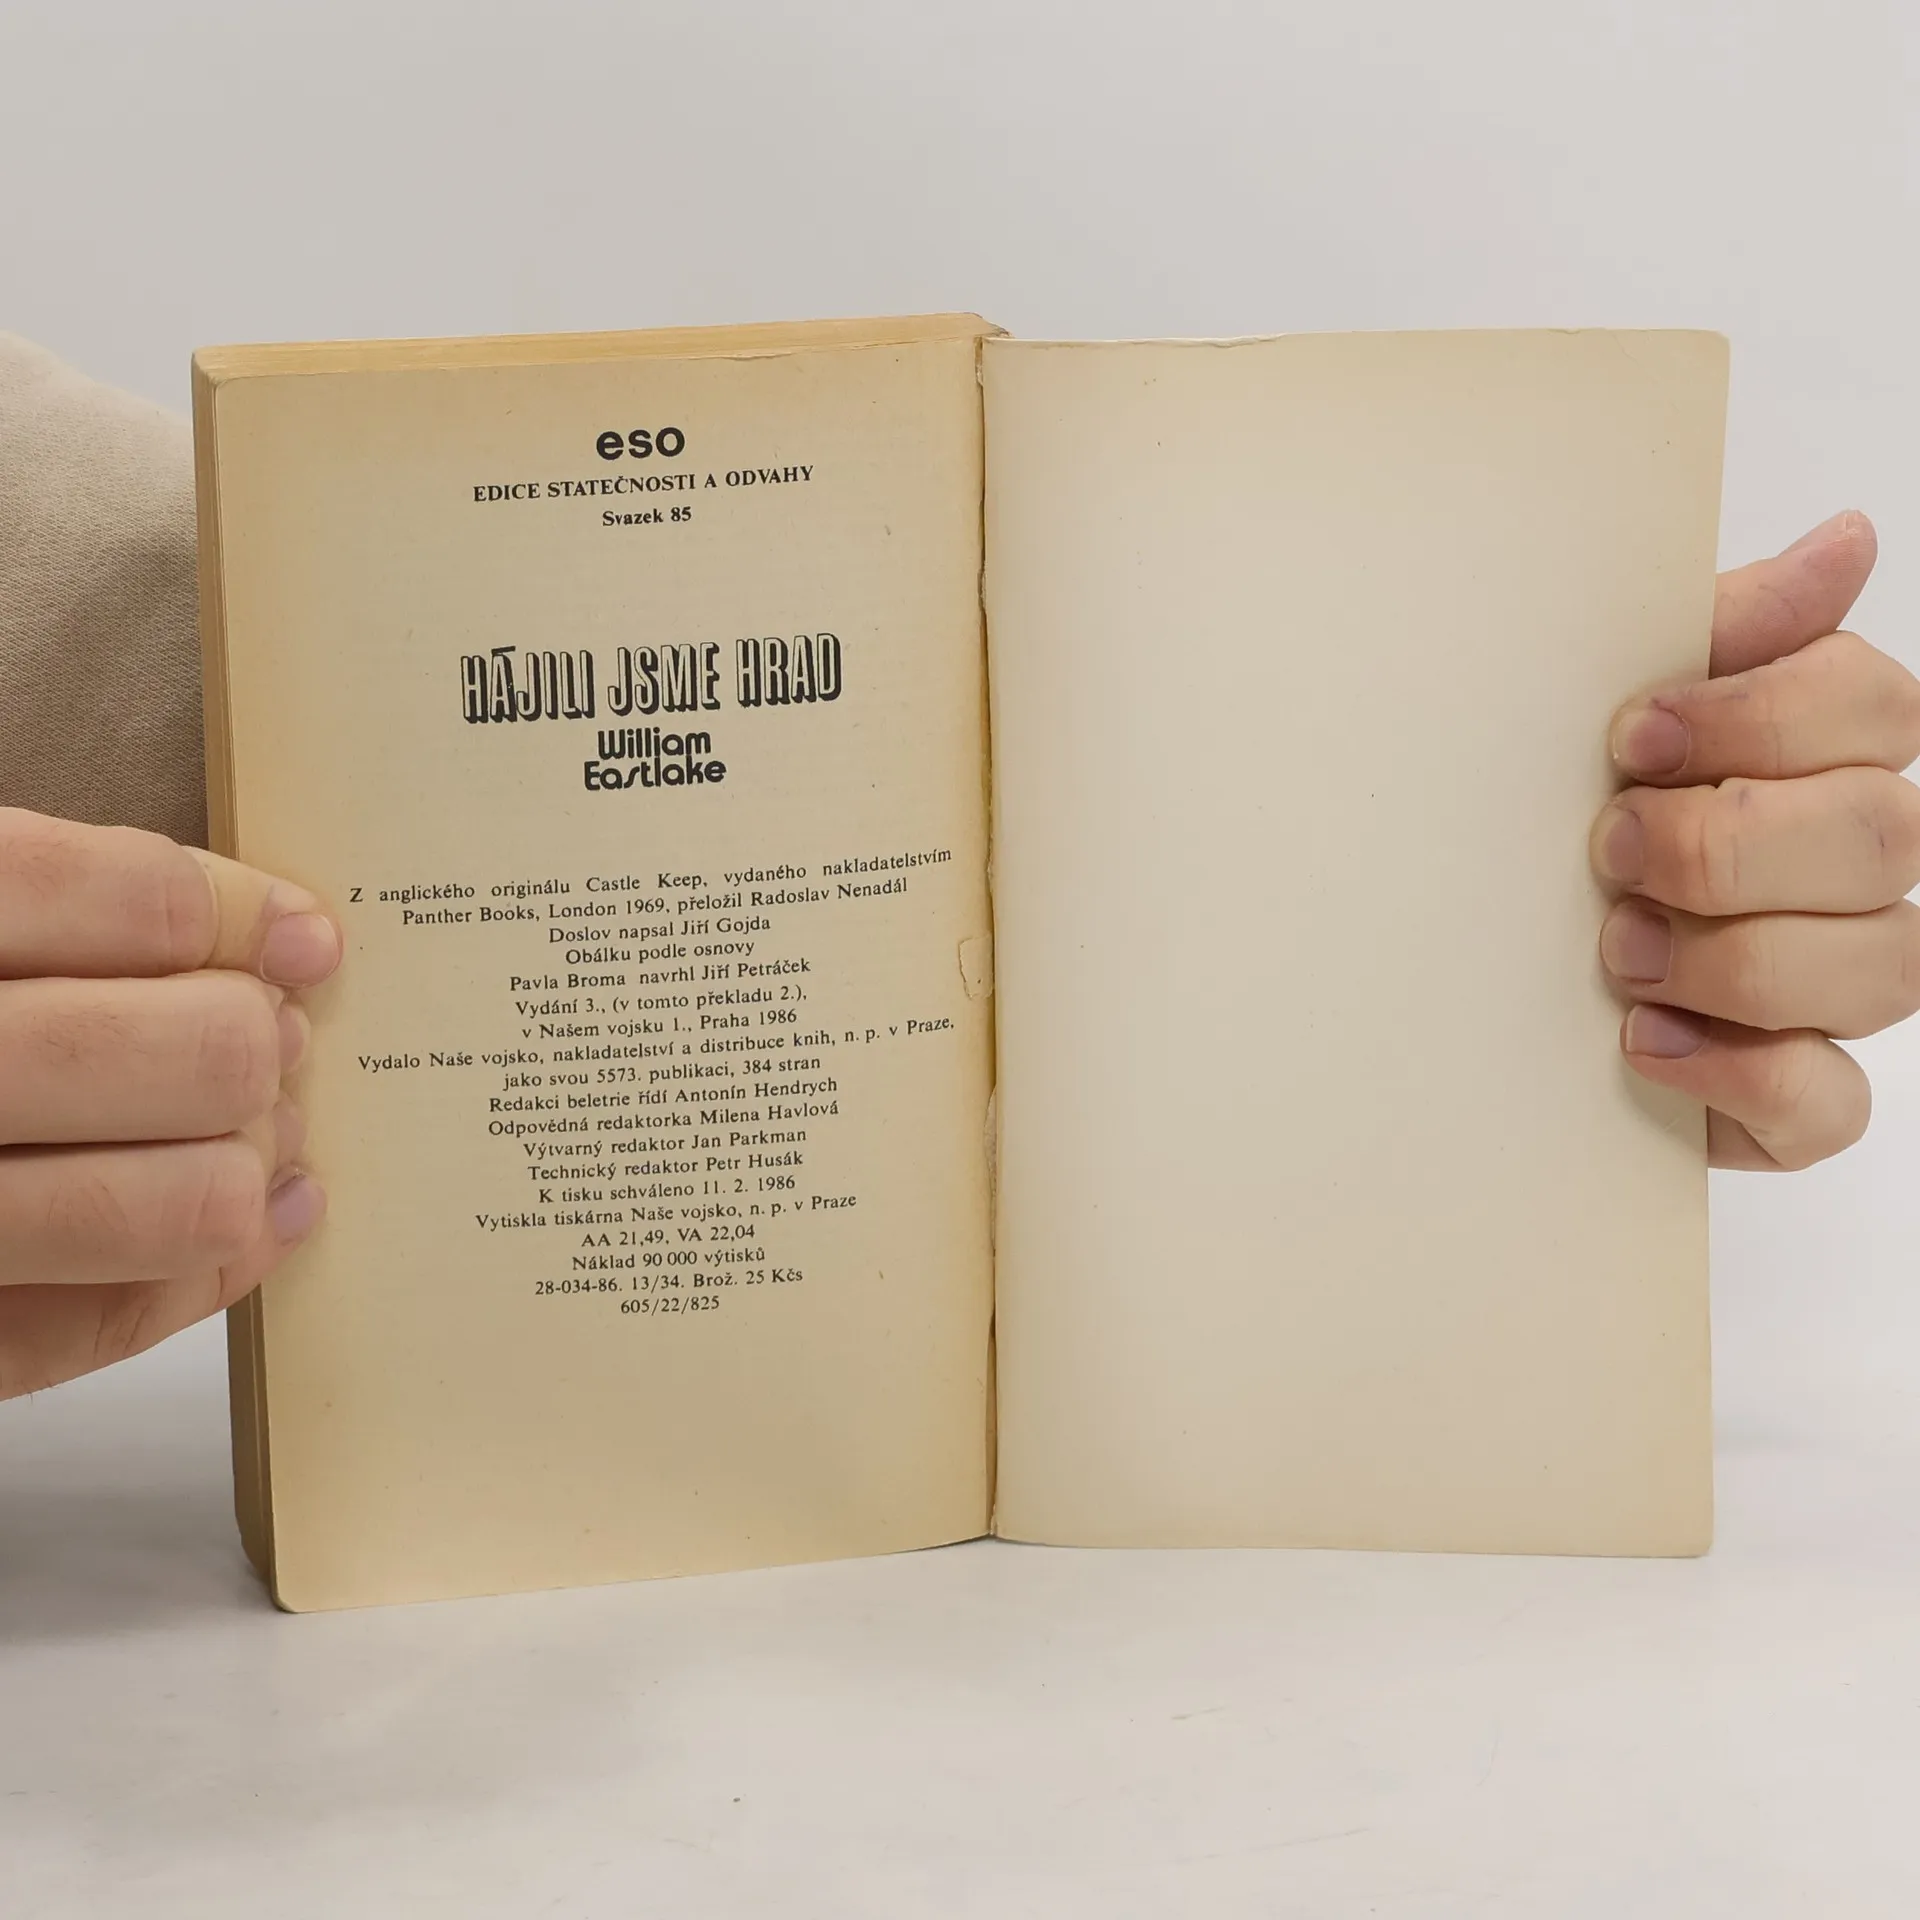 eso
EDICE STATEČNOSTI A ODVAHY
Svazek 85
HÁJILI JSME HRAD
William
Eastlake
Z anglického originálu Castle Keep, vydaného nakladatelstvím
Panther Books, London 1969, přeložil Radoslav Nenadál
Doslov napsal Jiří Gojda
Obálku podle osnovy
Pavla Broma navrhl Jiří Petráček
Vydání 3., (v tomto překladu 2.),
v Našem vojsku 1., Praha 1986
Vydalo Naše vojsko, nakladatelství a distribuce knih, n. p. v Praze,
jako svou 5573. publikaci, 384 stran
Redakci beletrie řídí Antonín Hendrych
Odpovědná redaktorka Milena Havlová
Výtvarný redaktor Jan Parkman
Technický redaktor Petr Husák
K tisku schváleno 11. 2. 1986
Vytiskla tiskárna Naše vojsko, n. p. v Praze
AA 21,49, VA 22,04
Náklad 90 000 výtisků
28-034-86. 13/34. Brož. 25 Kčs
605/22/825